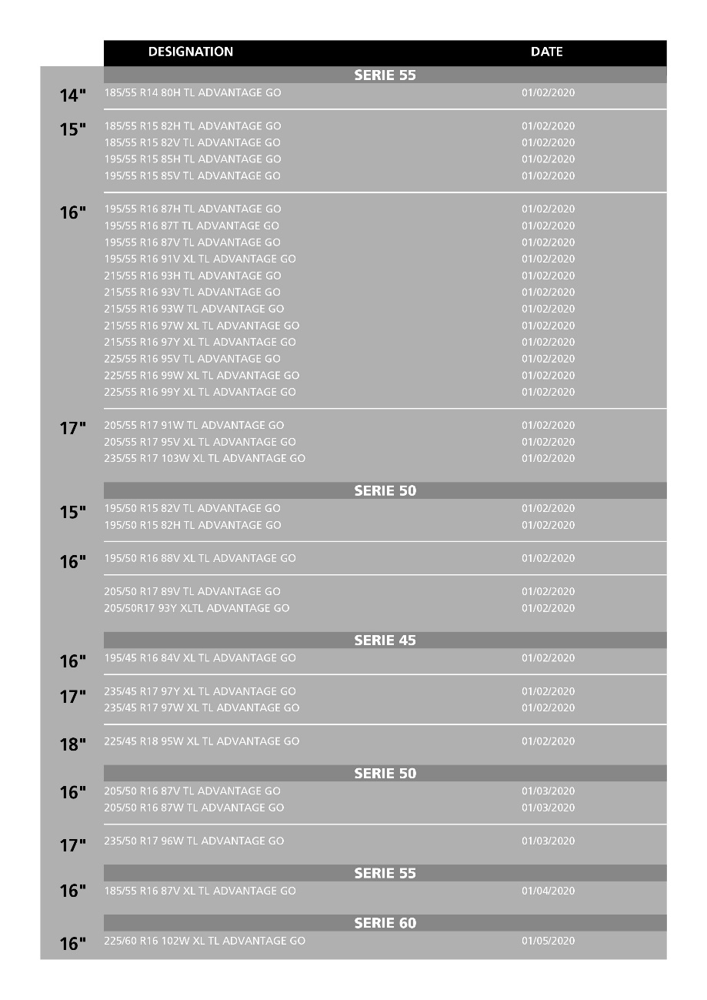 DESIGNATION DATE
SERIE 55
14" 185/55 R14 80H TL ADVANTAGE GO 01/02/2020
15" 185/55 R15 82H TL ADVANTAGE GO 01/02/2020
185/55 R15 82V TL ADVANTAGE GO 01/02/2020
195/55 R15 85H TL ADVANTAGE GO 01/02/2020
195/55 R15 85V TL ADVANTAGE GO 01/02/2020
16" 195/55 R16 87H TL ADVANTAGE GO 01/02/2020
195/55 R16 87T TL ADVANTAGE GO 01/02/2020
195/55 R16 87V TL ADVANTAGE GO 01/02/2020
195/55 R16 91V XL TL ADVANTAGE GO 01/02/2020
215/55 R16 93H TL ADVANTAGE GO 01/02/2020
215/55 R16 93V TL ADVANTAGE GO 01/02/2020
215/55 R16 93W TL ADVANTAGE GO 01/02/2020
215/55 R16 97W XL TL ADVANTAGE GO 01/02/2020
215/55 R16 97Y XL TL ADVANTAGE GO 01/02/2020
225/55 R16 95V TL ADVANTAGE GO 01/02/2020
225/55 R16 99W XL TL ADVANTAGE GO 01/02/2020
225/55 R16 99Y XL TL ADVANTAGE GO 01/02/2020
17" 205/55 R17 91W TL ADVANTAGE GO 01/02/2020
205/55 R17 95V XL TL ADVANTAGE GO 01/02/2020
235/55 R17 103W XL TL ADVANTAGE GO 01/02/2020
SERIE 50
15" 195/50 R15 82V TL ADVANTAGE GO 01/02/2020
195/50 R15 82H TL ADVANTAGE GO 01/02/2020
16" 195/50 R16 88V XL TL ADVANTAGE GO 01/02/2020
205/50 R17 89V TL ADVANTAGE GO 01/02/2020
205/50R17 93Y XLTL ADVANTAGE GO 01/02/2020
SERIE 45
16" 195/45 R16 84V XL TL ADVANTAGE GO 01/02/2020
17" 235/45 R17 97Y XL TL ADVANTAGE GO 01/02/2020
235/45 R17 97W XL TL ADVANTAGE GO 01/02/2020
18" 225/45 R18 95W XL TL ADVANTAGE GO 01/02/2020
SERIE 50
16" 205/50 R16 87V TL ADVANTAGE GO 01/03/2020
205/50 R16 87W TL ADVANTAGE GO 01/03/2020
17" 235/50 R17 96W TL ADVANTAGE GO 01/03/2020
SERIE 55
16" 185/55 R16 87V XL TL ADVANTAGE GO 01/04/2020
SERIE 60
16" 225/60 R16 102W XL TL ADVANTAGE GO 01/05/2020